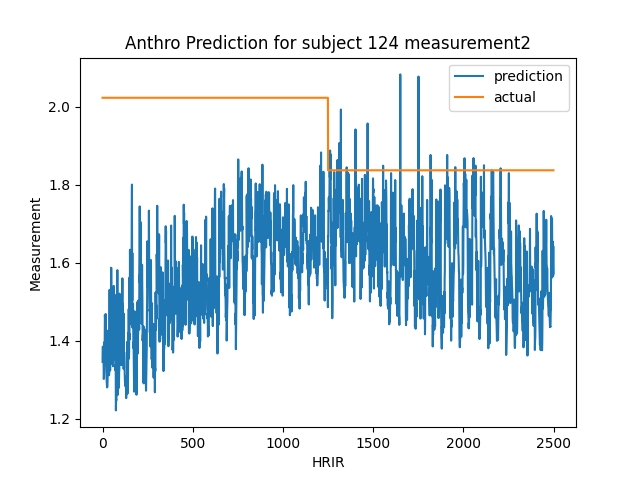 Anthro Prediction for subject 124 measurement2
prediction
actual
2.0
1.8
1.6
1.4
1.2
Measurement
0
500
1000
1500
2000
2500
HRIR